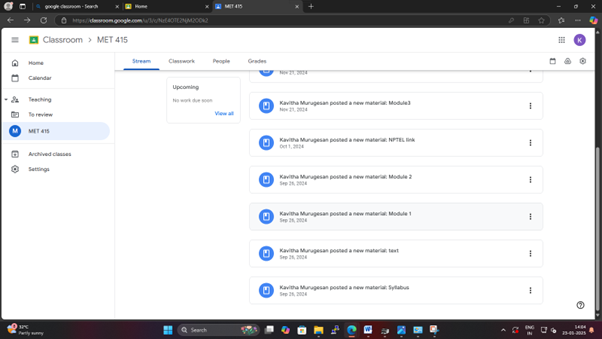 google classroom - Search
Home
MET 415
https://classroom.google.com/u/3/c/NzE4OTE2NjM2ODk2
Classroom > MET 415
K
Home
Calendar
Teaching
To review
M MET 415
Archived classes
Settings
Stream Classwork People Grades
Upcoming
No work due soon
View all
Nov 21, 2024
Kavitha Murugesan posted a new material: Module3
Nov 21, 2024
Kavitha Murugesan posted a new material: NPTEL link
Oct 1, 2024
Kavitha Murugesan posted a new material: Module 2
Sep 26, 2024
Kavitha Murugesan posted a new material: Module 1
Sep 26, 2024
Kavitha Murugesan posted a new material: text
Sep 26, 2024
Kavitha Murugesan posted a new material: Syllabus
Sep 26, 2024
32°C
Partly sunny
Search
ENG
IN
14:04
23-01-2025